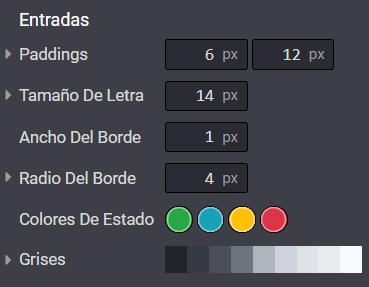 Entradas
Paddings 6 px 12 px
Tamaño De Letra 14 px
Ancho Del Borde 1 px
Radio Del Borde 4 px
Colores De Estado
Grises